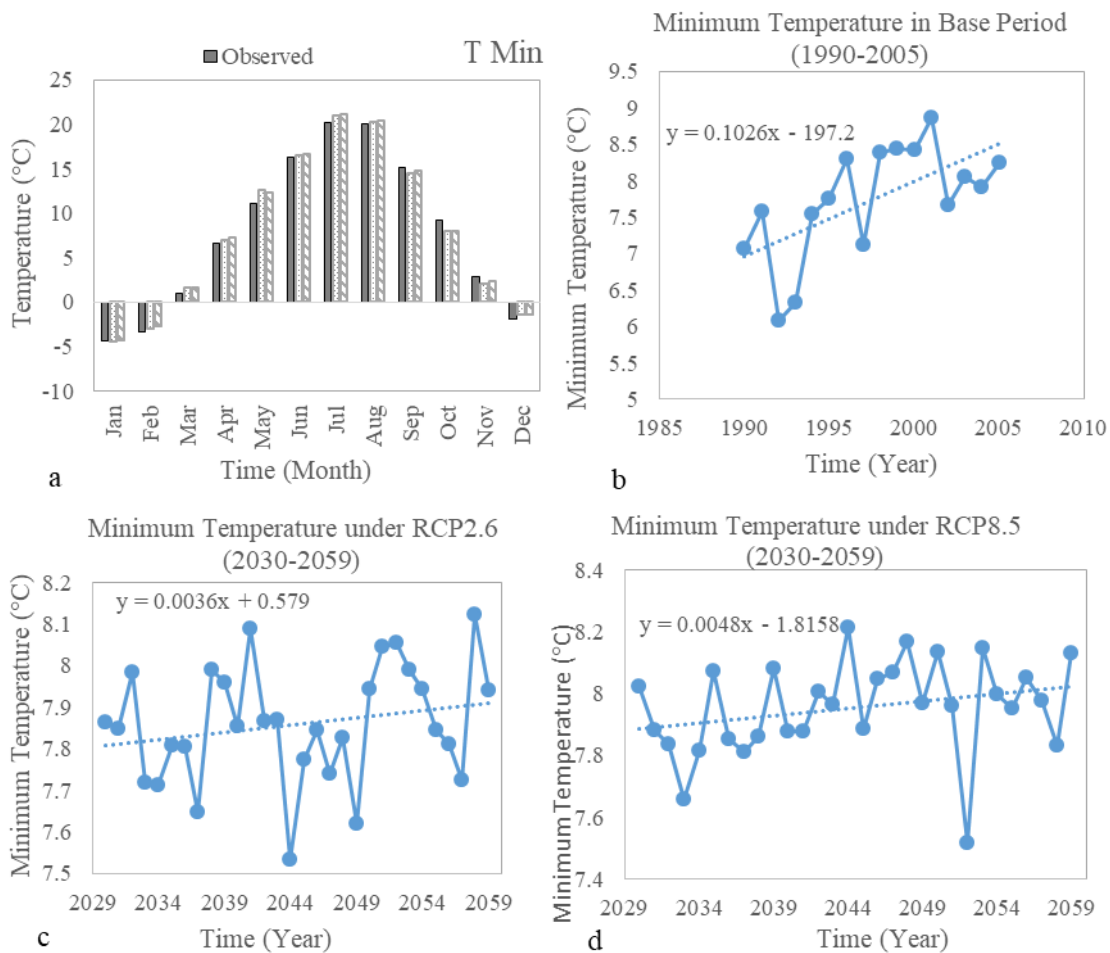 Observed
T Min
Temperature (°C)
25
20
15
10
5
0
-5
-10
Jan
Feb
Mar
Apr
May
Jun
Jul
Aug
Sep
Oct
Nov
Dec
Time (Month)
a
Minimum Temperature in Base Period
(1990-2005)
Minimum Temperature (°C)
9.5
9
8.5
8
7.5
7
6.5
6
5.5
5
y = 0.1026x - 197.2
1985 1990 1995 2000 2005 2010
Time (Year)
b
Minimum Temperature under RCP2.6
(2030-2059)
Minimum Temperature (°C)
8.2
8.1
8
7.9
7.8
7.7
7.6
7.5
y = 0.0036x + 0.579
2029 2034 2039 2044 2049 2054 2059
Time (Year)
c
Minimum Temperature under RCP8.5
(2030-2059)
Minimum Temperature (°C)
8.4
8.2
8
7.8
7.6
7.4
y = 0.0048x - 1.8158
2029 2034 2039 2044 2049 2054 2059
Time (Year)
d